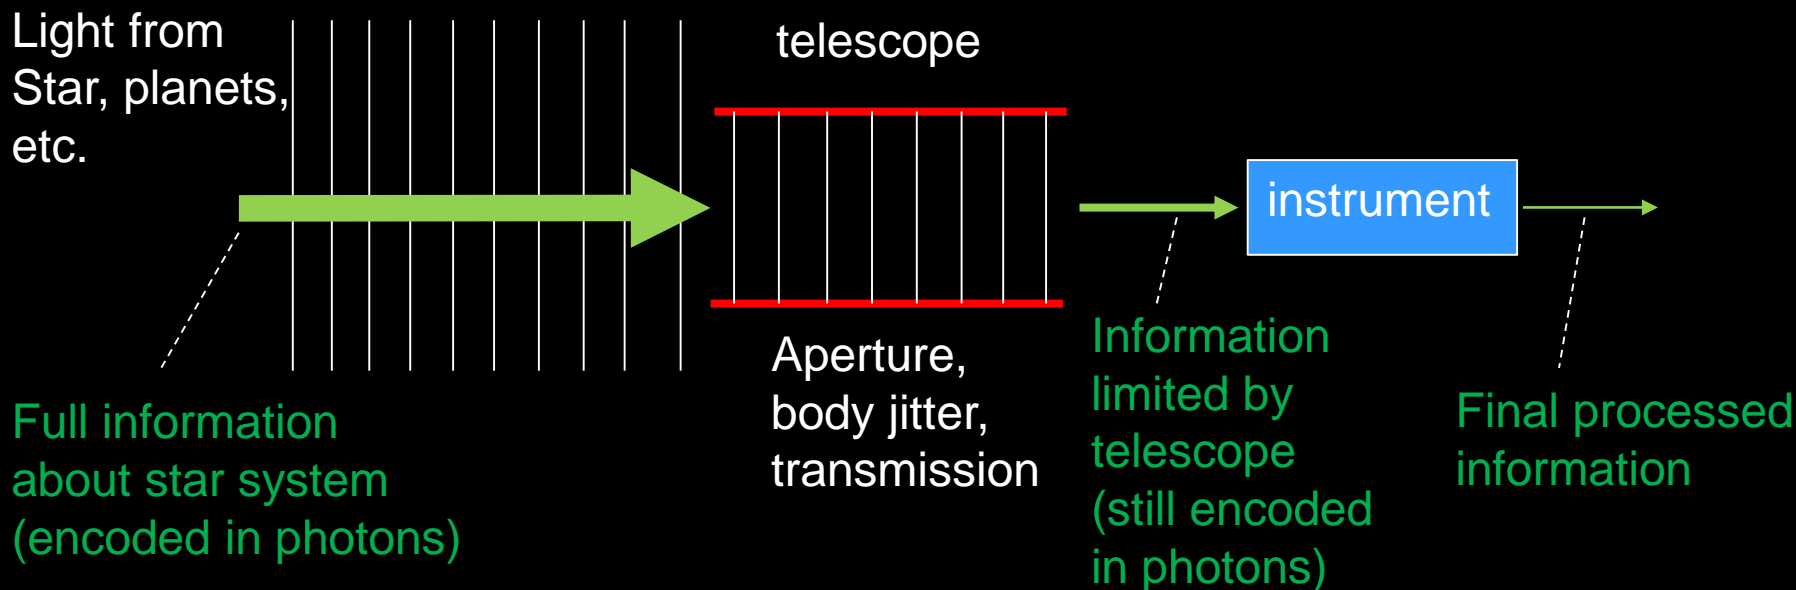 Light from
Star, planets,
etc.
telescope
instrument
Aperture,
body jitter,
transmission
Full information
about star system
(encoded in photons)
Information
limited by
telescope
(still encoded
in photons)
Final processed
information